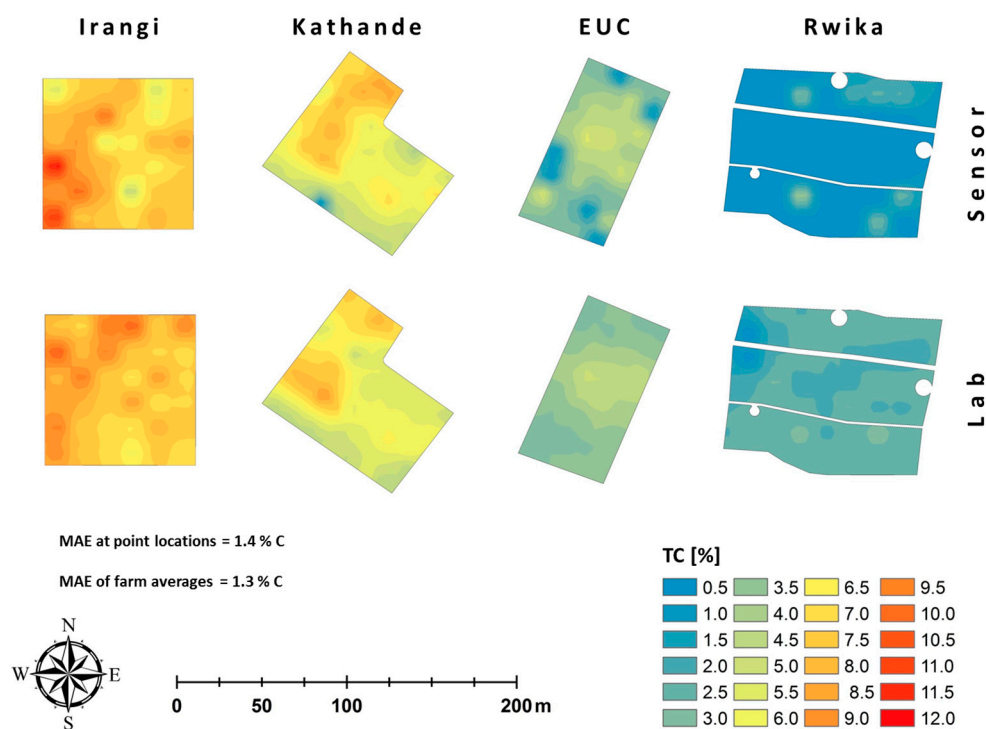 Irangi Kathande EUC Rwika
Sensor
Lab
MAE at point locations = 1.4 % C
MAE of farm averages = 1.3 % C
TC [%]
0.5 3.5 6.5 9.5
1.0 4.0 7.0 10.0
1.5 4.5 7.5 10.5
2.0 5.0 8.0 11.0
2.5 5.5 8.5 11.5
3.0 6.0 9.0 12.0
N
W E
S
0 50 100 200 m